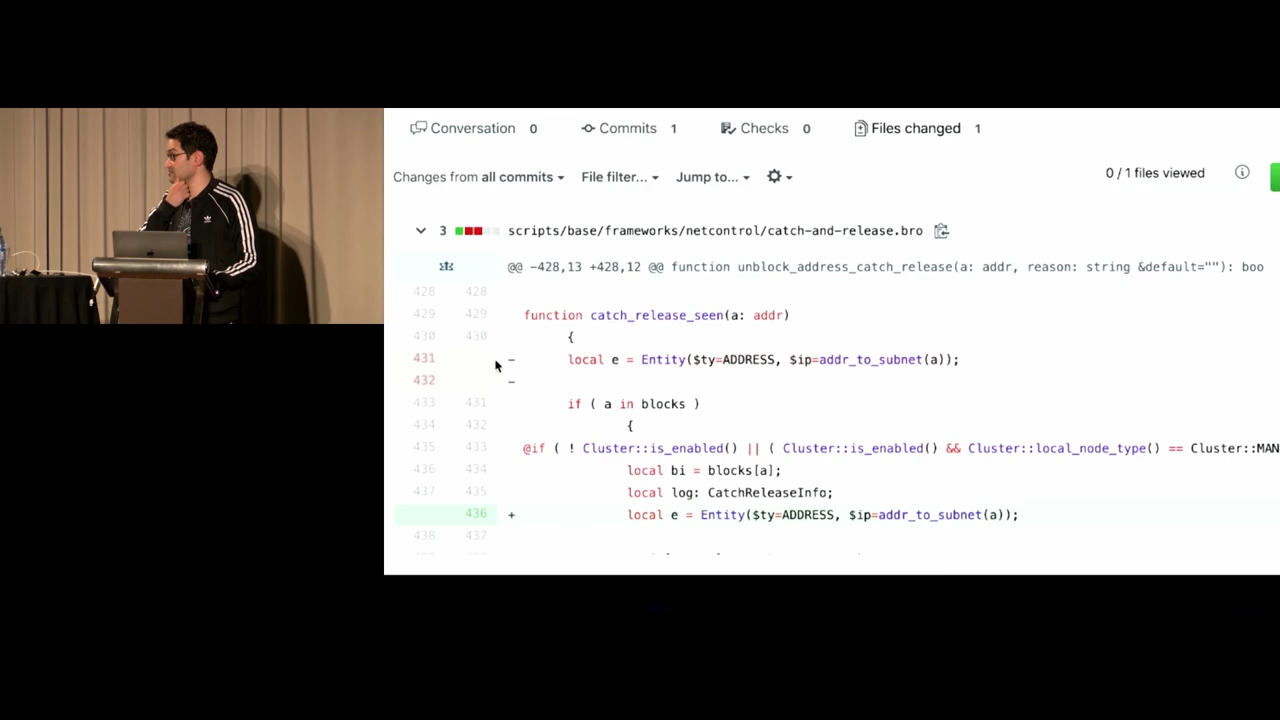 Conversation 0 Commits 1 Checks 0 Files changed 1
Changes from all commits File filter... Jump to... 0 / 1 files viewed
3 scripts/base/frameworks/netcontrol/catch-and-release.bro
@@ -428,13 +428,12 @@ function unblock_address_catch_release(a: addr, reason: string &default=""): boo
428 428
429 429 function catch_release_seen(a: addr)
430 430 {
431 - local e = Entity($ty=ADDRESS, $ip=addr_to_subnet(a));
432 -
433 431 if ( a in blocks )
434 432 {
435 433 @if ( ! Cluster::is_enabled() || ( Cluster::is_enabled() && Cluster::local_node_type() == Cluster::MAN
436 434 local bi = blocks[a];
437 435 local log: CatchReleaseInfo;
436 + local e = Entity($ty=ADDRESS, $ip=addr_to_subnet(a));
438 437